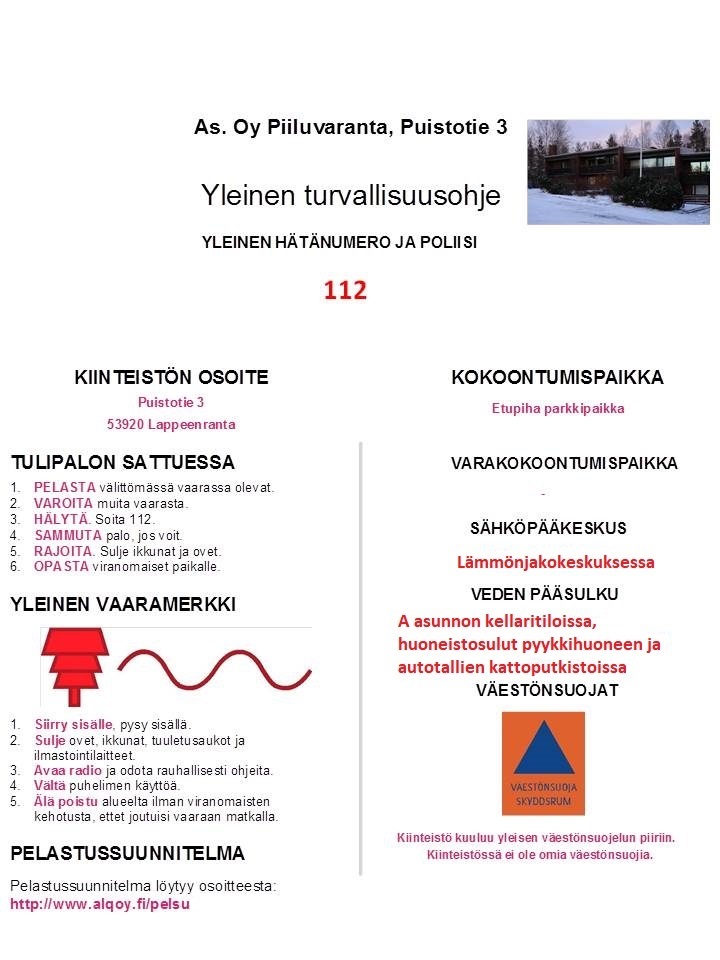 As. Oy Piiluvaranta, Puistotie 3
Yleinen turvallisuusohje
YLEINEN HÄTÄNUMERO JA POLIISI
112
KIINTEISTÖN OSOITE
Puistotie 3
53920 Lappeenranta
TULIPALON SATTUESSA
1. PELASTA välittömässä vaarassa olevat.
2. VAROITA muita vaarasta.
3. HÄLYTÄ. Soita 112.
4. SAMMUTA palo, jos voit.
5. RAJOITA. Sulje ikkunat ja ovet.
6. OPASTA viranomaiset paikalle.
YLEINEN VAARAMERKKI
1. Siirry sisälle, pysy sisällä.
2. Sulje ovet, ikkunat, tuuletusaukot ja
ilmastointilaitteet.
3. Avaa radio ja odota rauhallisesti ohjeita.
4. Vältä puhelimen käyttöä.
5. Älä poistu alueelta ilman viranomaisten
kehotusta, ettet joutuisi vaaraan matkalla.
PELASTUSSUUNNITELMA
Pelastussuunnitelma löytyy osoitteesta:
http://www.alqoy.fi/pelsu
KOKOONTUMISPAIKKA
Etupiha parkkipaikka
VARAKOKOONTUMISPAIKKA
-
SÄHKÖPÄÄKESKUS
Lämmönjakokeskuksessa
VEDEN PÄÄSULKU
A asunnon kellaritiloissa,
huoneistosulut pyykkihuoneen ja
autotallien kattoputkistoissa
VÄESTÖNSUOJAT
VÄESTÖNSUOJA
SKYDDSRUM
Kiinteistö kuuluu yleisen väestönsuojelun piiriin.
Kiinteistössä ei ole omia väestönsuojia.